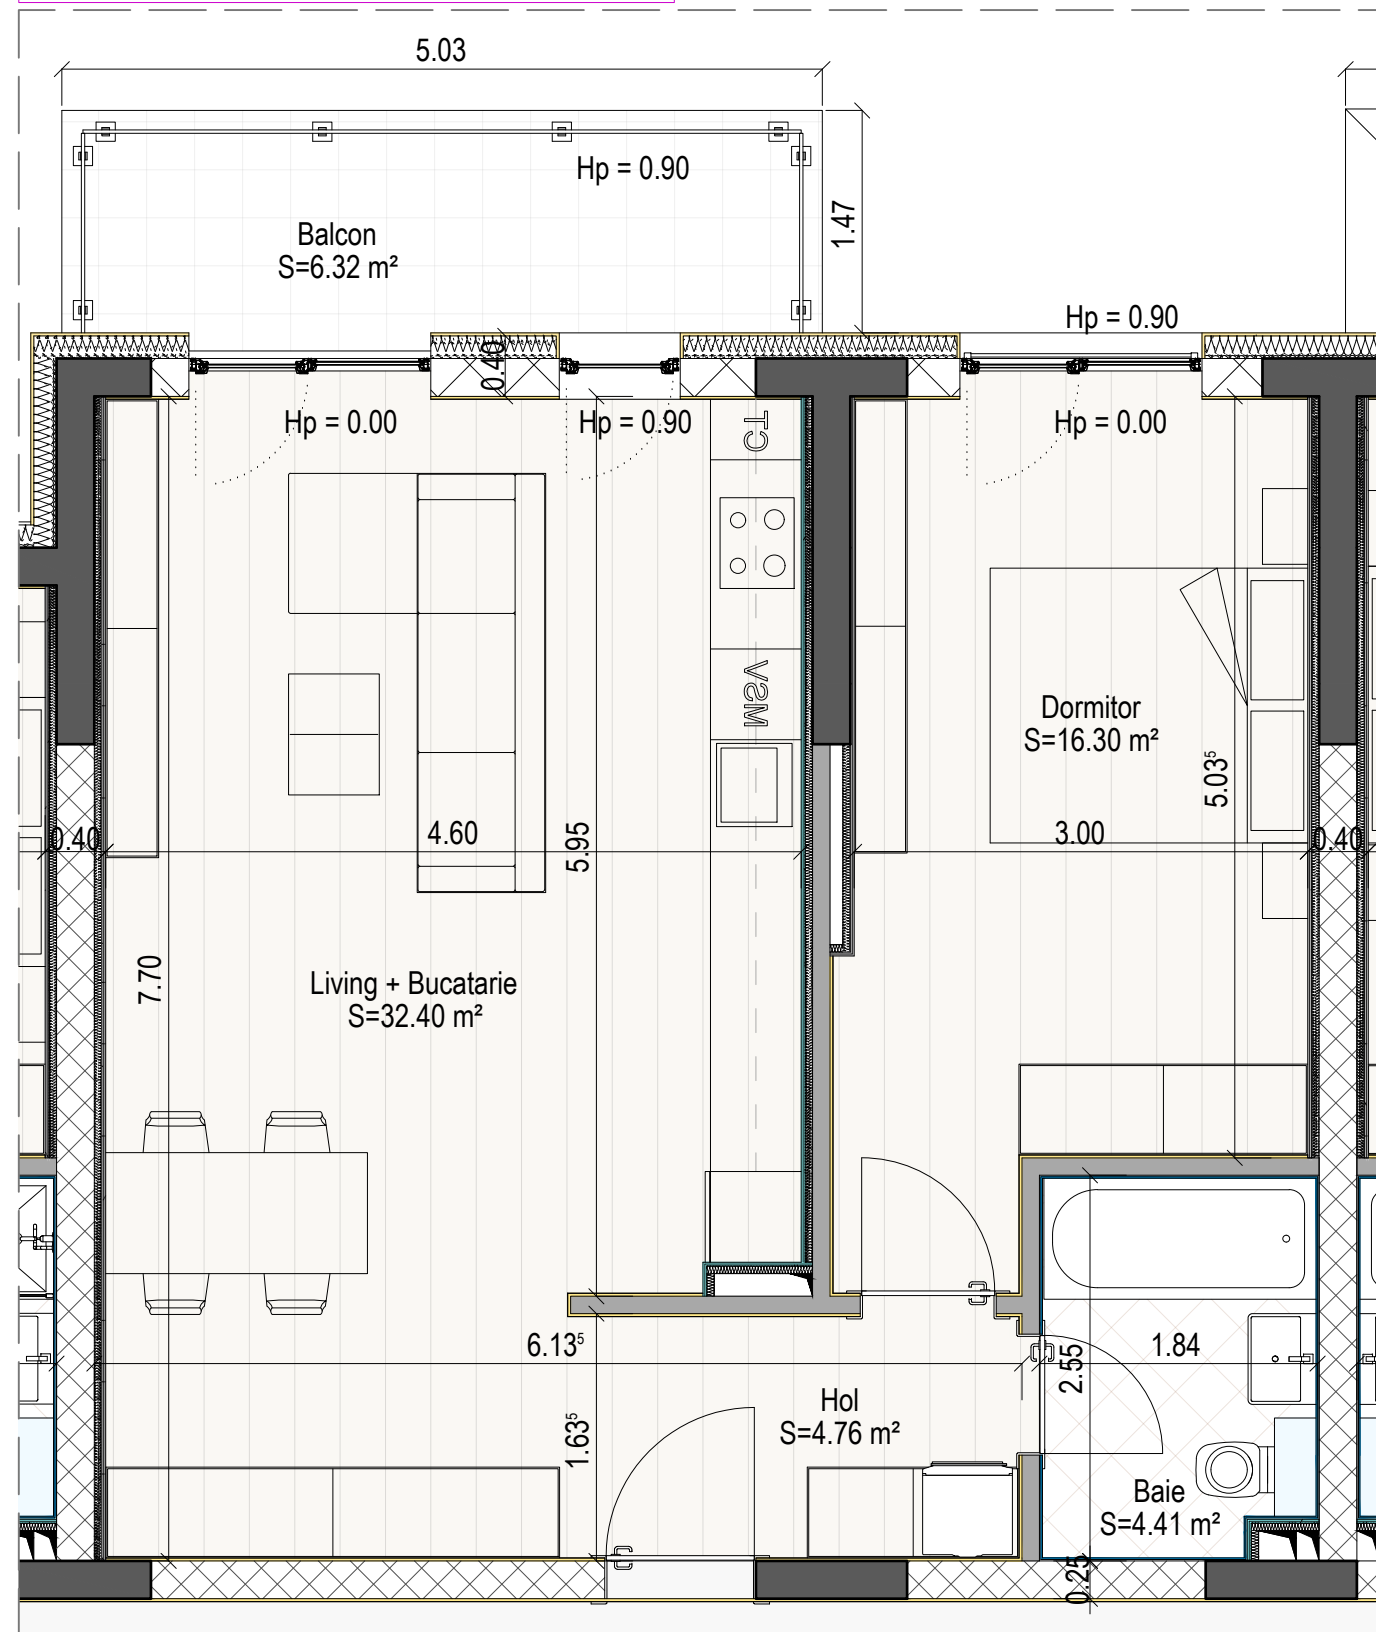 5.03
Hp = 0.90
1.47
Balcon
S=6.32 m²
Hp = 0.90
0.40
Hp = 0.00
Hp = 0.90
CT
Hp = 0.00
VSM
Dormitor
S=16.30 m²
5.03⁵
0.40
4.60
5.95
3.00
0.40
7.70
Living + Bucatarie
S=32.40 m²
6.13⁵
2.55
1.84
1.63⁵
Hol
S=4.76 m²
Baie
S=4.41 m²
0.25